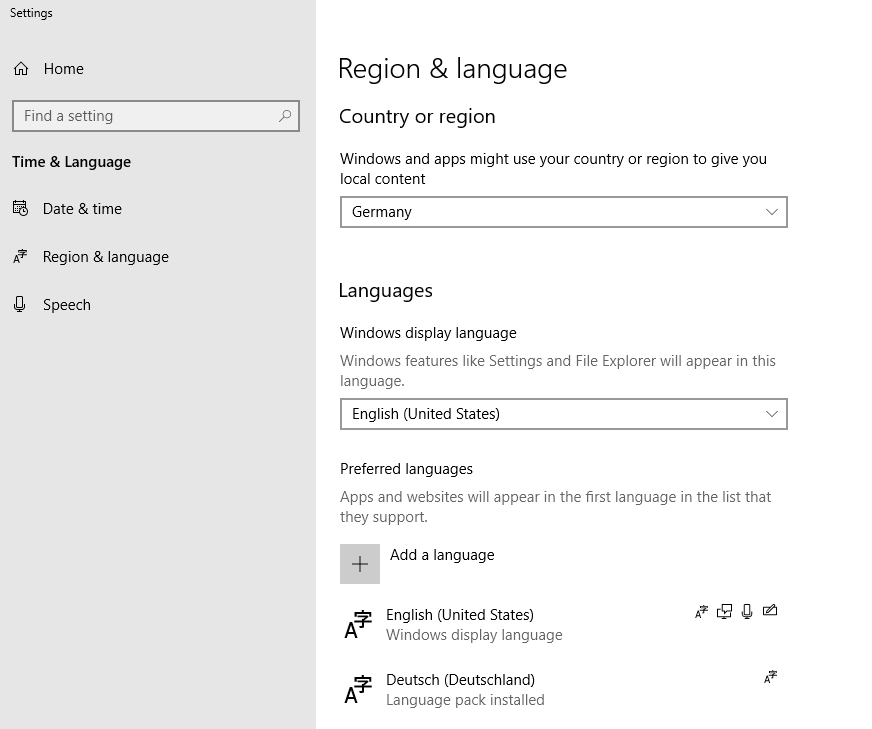 Settings
Home
Find a setting
Time & Language
Date & time
Region & language
Speech
Region & language
Country or region
Windows and apps might use your country or region to give you
local content
Germany
Languages
Windows display language
Windows features like Settings and File Explorer will appear in this
language.
English (United States)
Preferred languages
Apps and websites will appear in the first language in the list that
they support.
Add a language
English (United States)
Windows display language
Deutsch (Deutschland)
Language pack installed